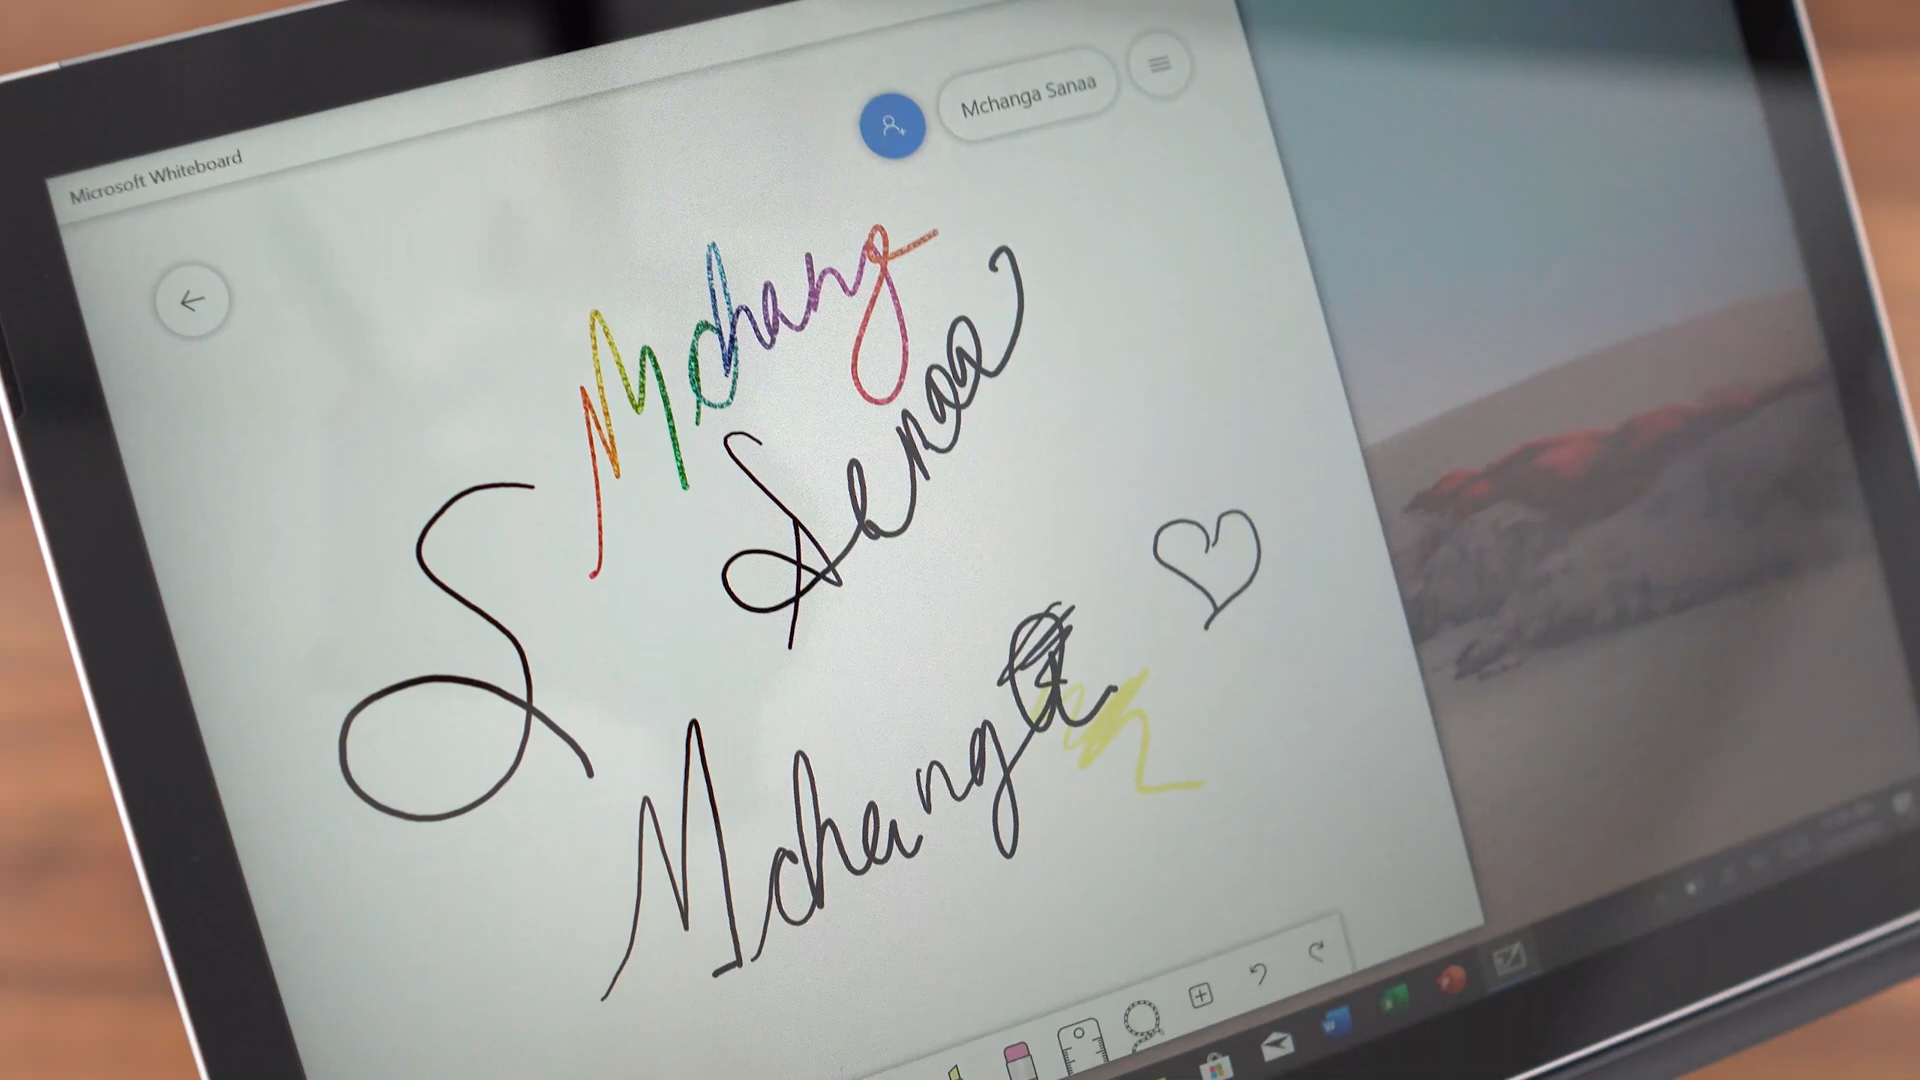 Microsoft Whiteboard
Mchanga Sanaa
Mchang
Sanaa
S
Mchanga